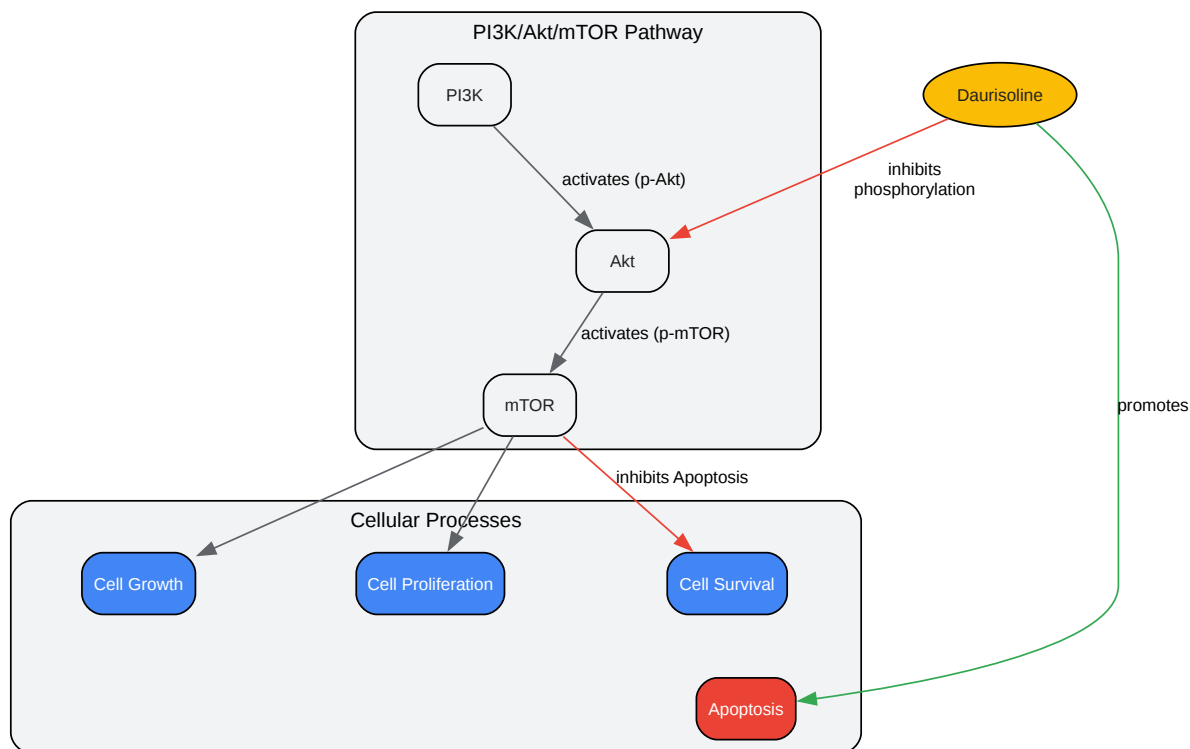 PI3K/Akt/mTOR Pathway
PI3K
Daurisoline
activates (p-Akt)
inhibits
phosphorylation
Akt
activates (p-mTOR)
mTOR
promotes
inhibits Apoptosis
Cellular Processes
Cell Growth
Cell Proliferation
Cell Survival
Apoptosis